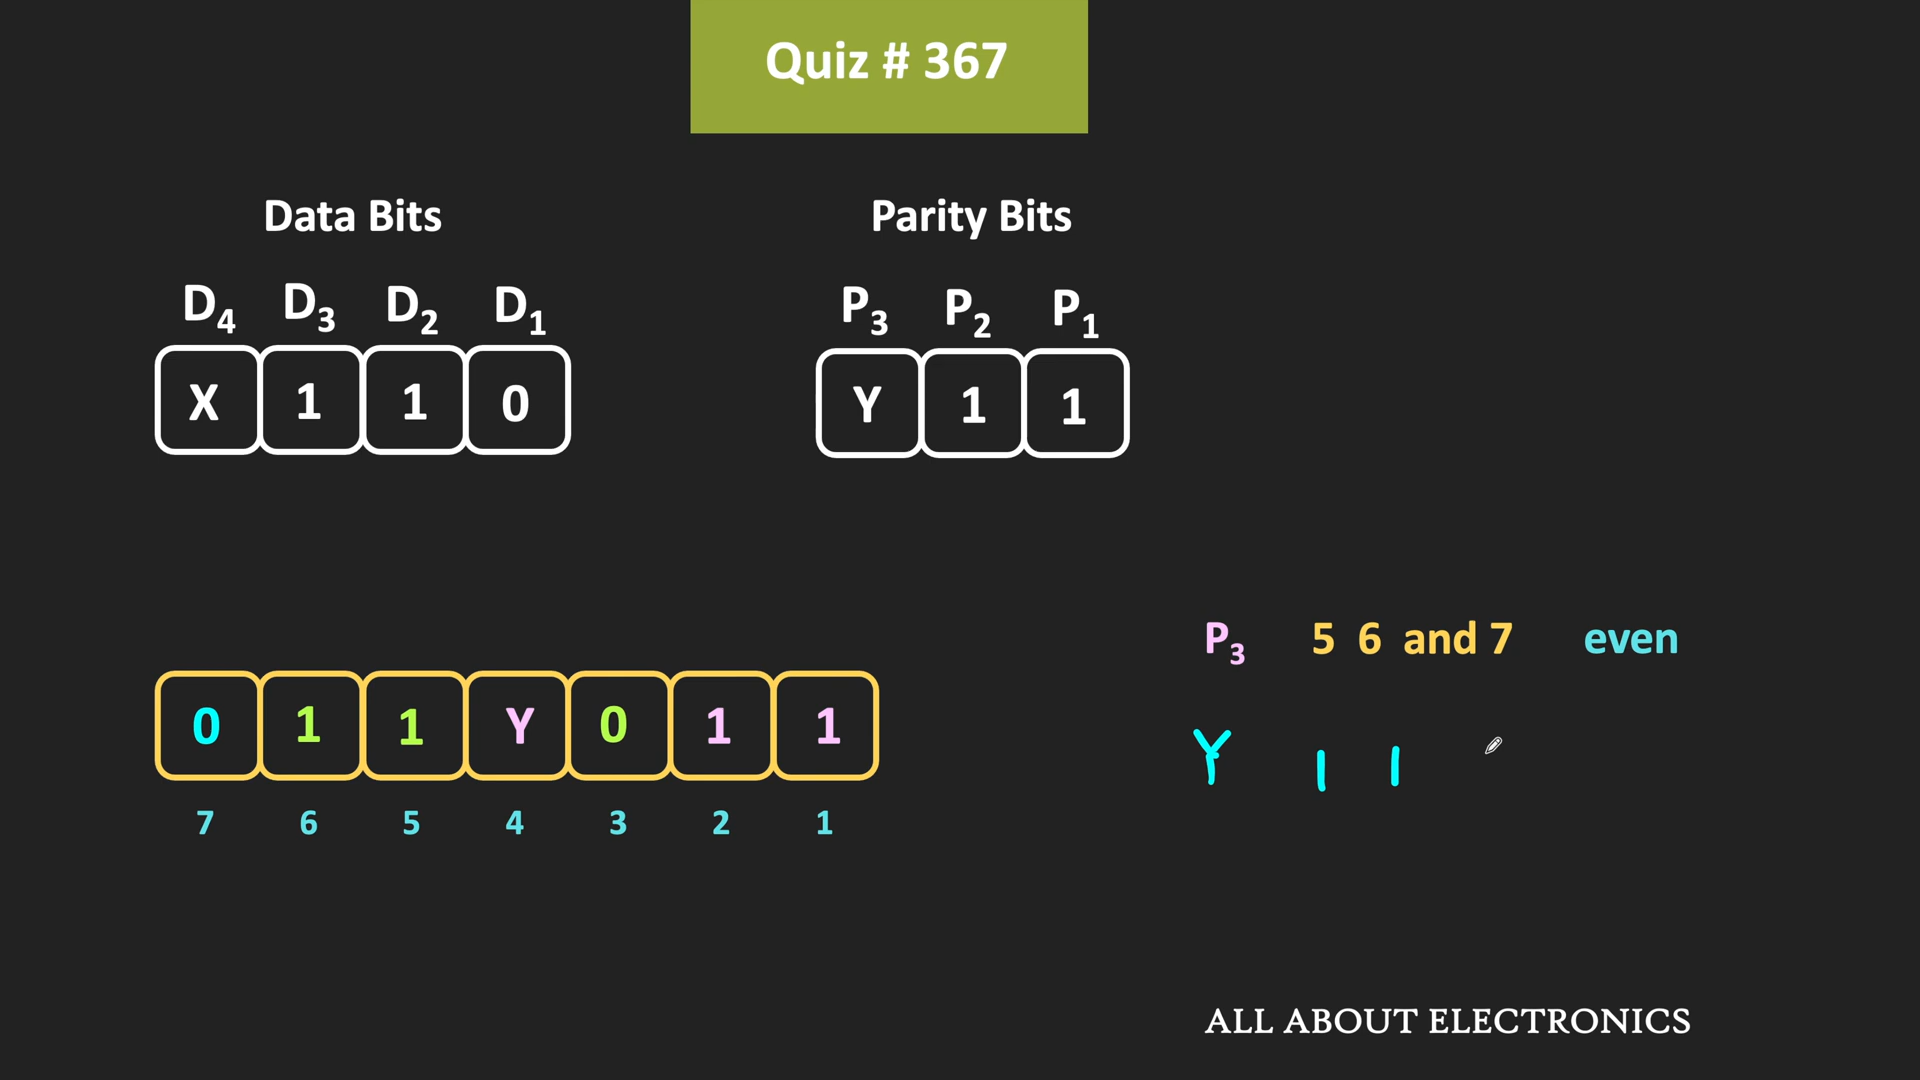 Quiz # 367
Data Bits
Parity Bits
D4 D3 D2 D1
P3 P2 P1
X 1 1 0
Y 1 1
P3 5 6 and 7 even
0 1 1 Y 0 1 1
Y 1 1
7 6 5 4 3 2 1
ALL ABOUT ELECTRONICS